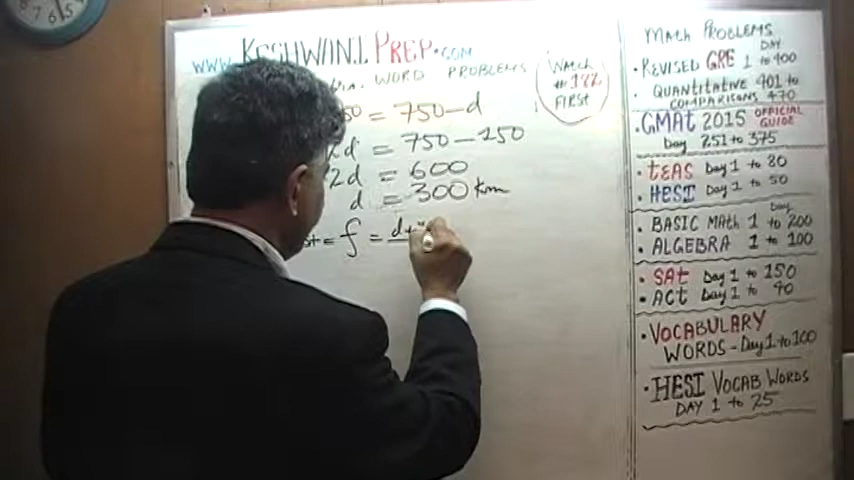 www. KESHWANI PREP.COM
WORD PROBLEMS
50 = 750-d
2d = 750-150
2d = 600
d = 300 Km
= f = d+
WATCH
#182
FIRST
MATH PROBLEMS
DAY
• REVISED GRE 1 to 400
• QUANTITATIVE 401 to
COMPARISONS 470
• GMAT 2015 OFFICIAL
GUIDE
Day 251 to 375
• TEAS Day 1 to 80
• HESI Day 1 to 50
Day
• BASIC MATH 1 to 200
• ALGEBRA 1 to 100
• SAT Day 1 to 150
• ACT Day 1 to 40
• VOCABULARY
WORDS - Day 1 to 100
• HESI VOCAB WORDS
DAY 1 to 25